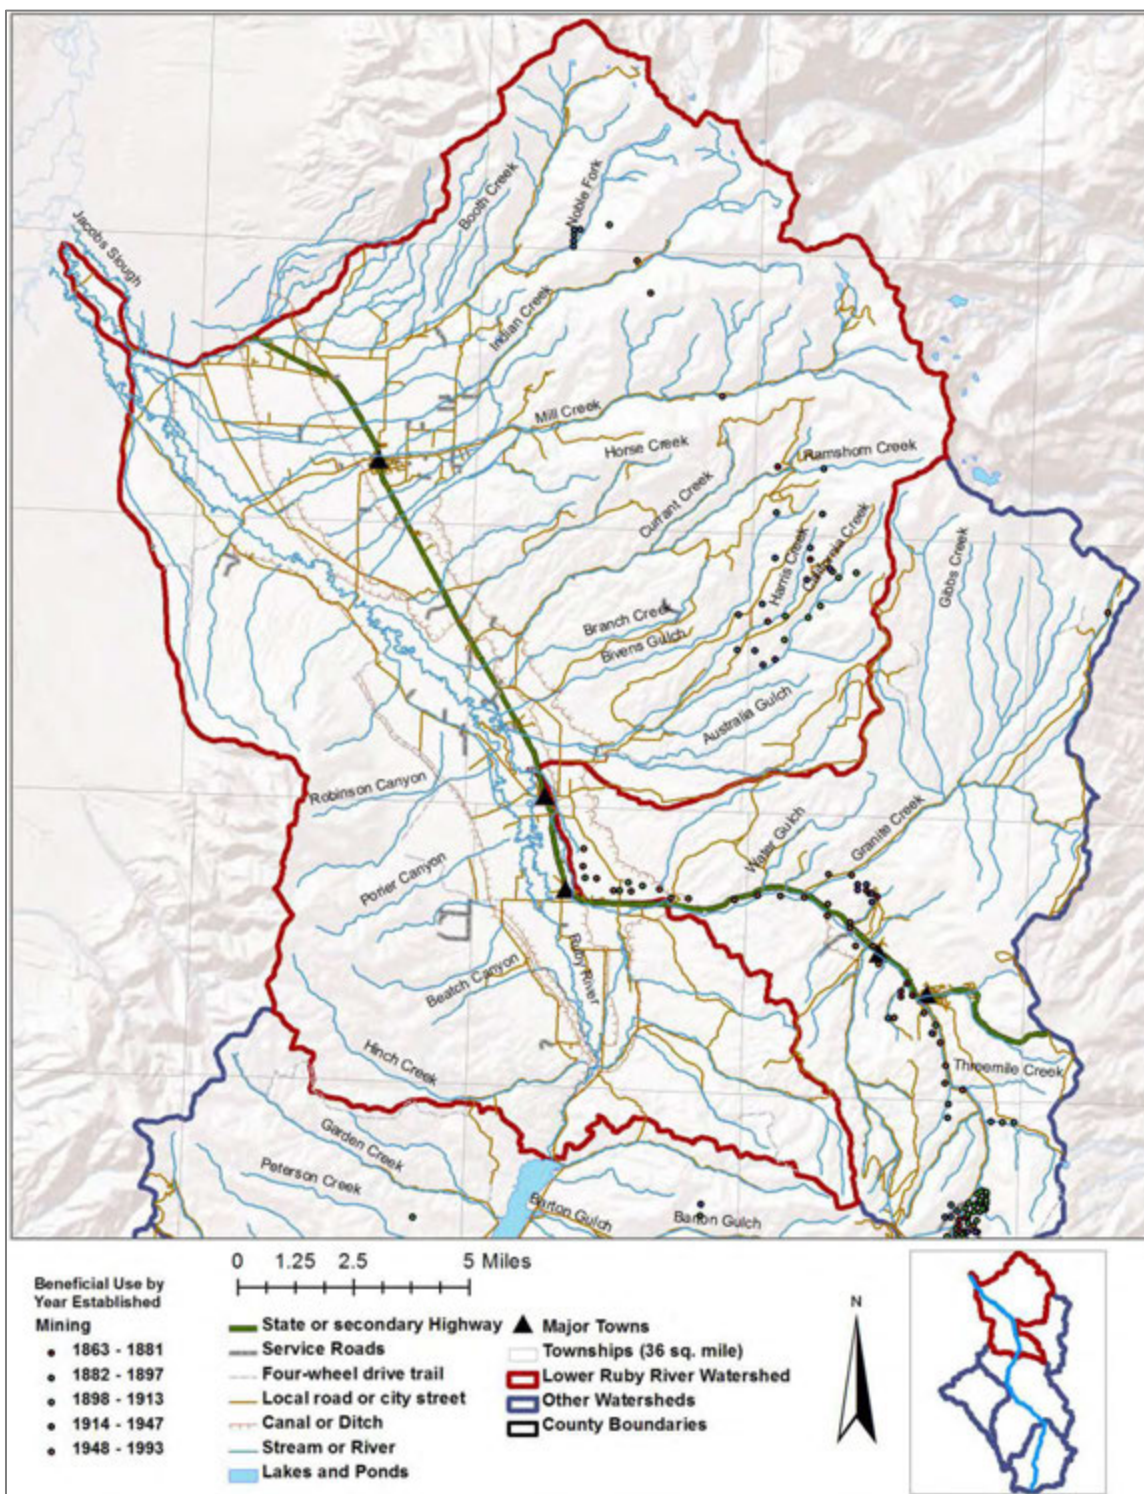 Noble Fork
Booth Creek
Jacobs Slough
Indian Creek
Mill Creek
Horse Creek
Ramshorn Creek
Currant Creek
Harris Creek
California Creek
Gibbs Creek
Branch Creek
Bivens Gulch
Australia Gulch
Robinson Canyon
Water Gulch
Granite Creek
Porier Canyon
Ruby River
Beatch Canyon
Hinch Creek
Threemile Creek
Garden Creek
Peterson Creek
Barton Gulch
Barton Gulch
0 1.25 2.5 5 Miles
Beneficial Use by
Year Established
Mining
1863 - 1881
1882 - 1897
1898 - 1913
1914 - 1947
1948 - 1993
State or secondary Highway
Service Roads
Four-wheel drive trail
Local road or city street
Canal or Ditch
Stream or River
Lakes and Ponds
Major Towns
Townships (36 sq. mile)
Lower Ruby River Watershed
Other Watersheds
County Boundaries
N